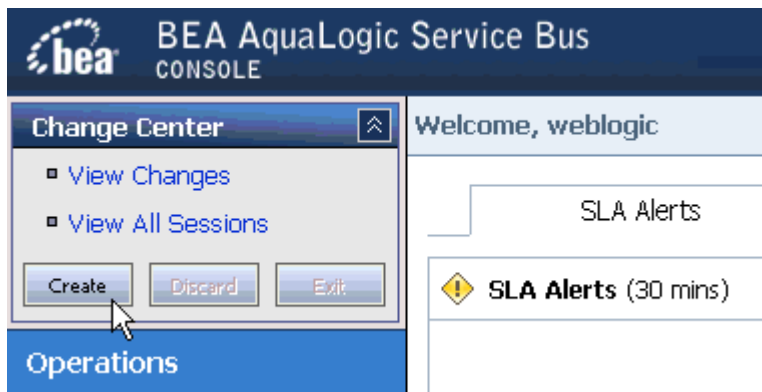 bea
BEA AquaLogic Service Bus
CONSOLE
Change Center
View Changes
View All Sessions
Create Discard Exit
Operations
Welcome, weblogic
SLA Alerts
SLA Alerts (30 mins)